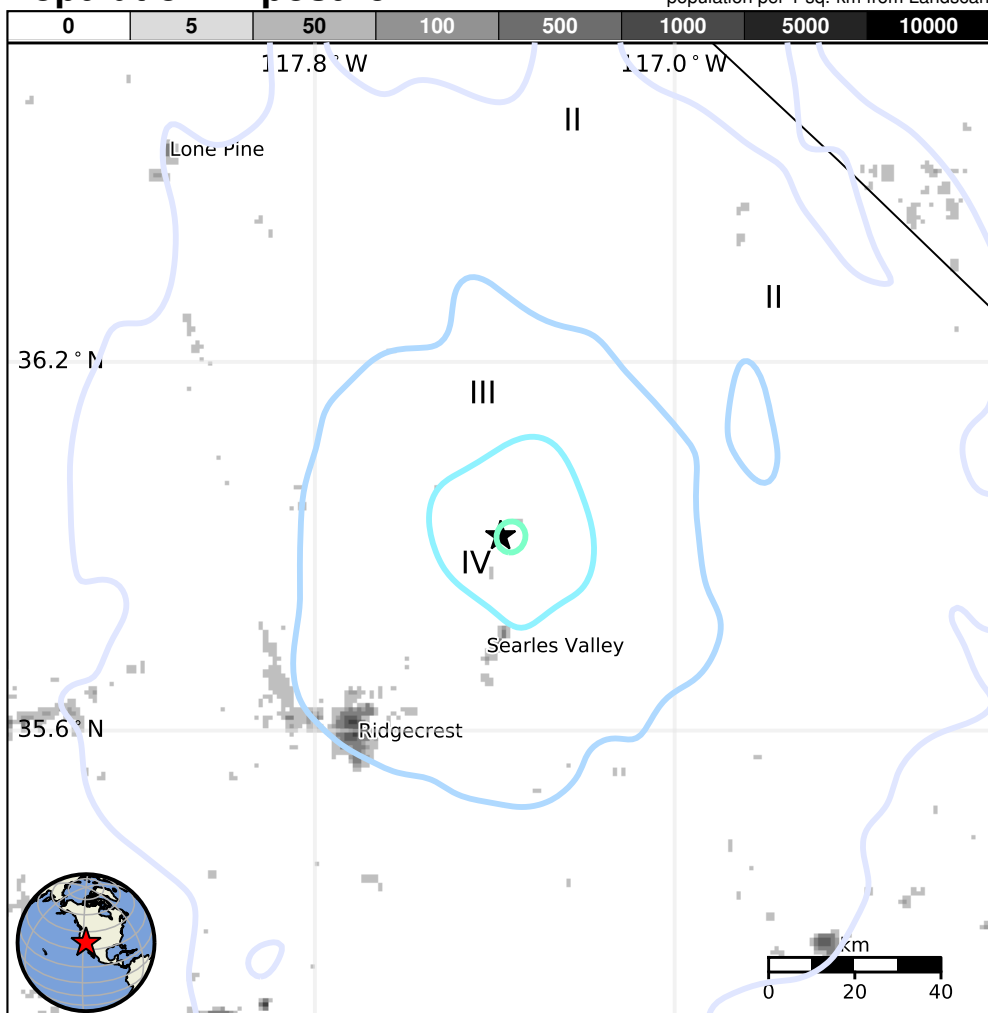 0 5 50 100 500 1000 5000 10000
117.8°W 117.0°W
II
Lone Pine
II
36.2°N
III
IV
Searles Valley
35.6°N
Ridgecrest
km
0 20 40